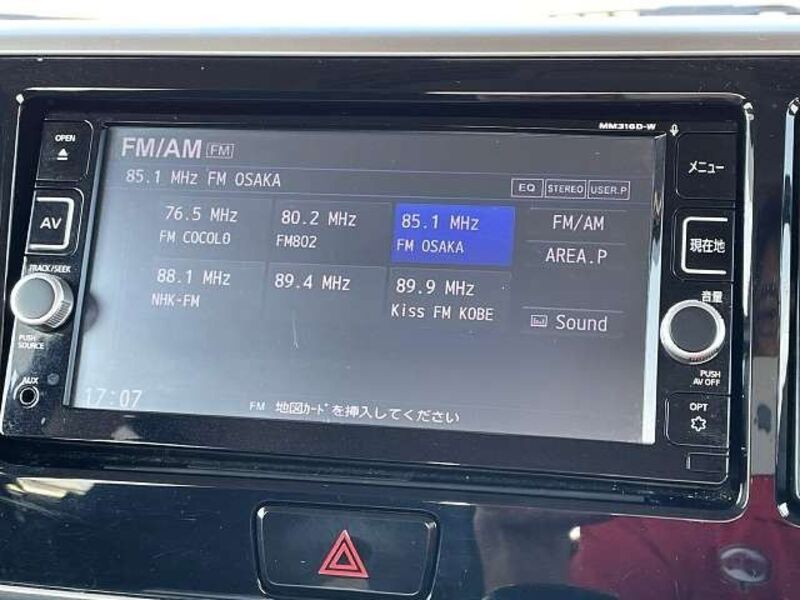 MM316D-W
OPEN
AV
TRACK/SEEK
PUSH
SOURCE
AUX
FM/AM FM
85.1 MHz FM OSAKA
EQ STEREO USER.P
76.5 MHz
FM COCOLO
80.2 MHz
FM802
85.1 MHz
FM OSAKA
FM/AM
AREA.P
88.1 MHz
NHK-FM
89.4 MHz
89.9 MHz
Kiss FM KOBE
Sound
17:07
FM 地図ｶｰﾄﾞを挿入してください
メニュー
現在地
音量
PUSH
AV OFF
OPT